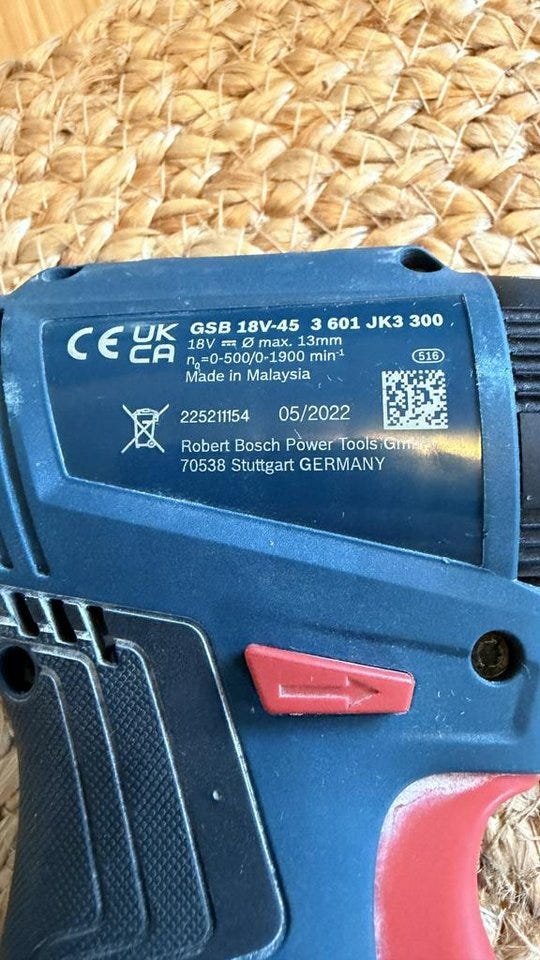 CE UK CA GSB 18V-45 3 601 JK3 300
18V ⎓ Ø max. 13mm
n₀=0-500/0-1900 min⁻¹ 516
Made in Malaysia
225211154 05/2022
Robert Bosch Power Tools
70538 Stuttgart GERMANY